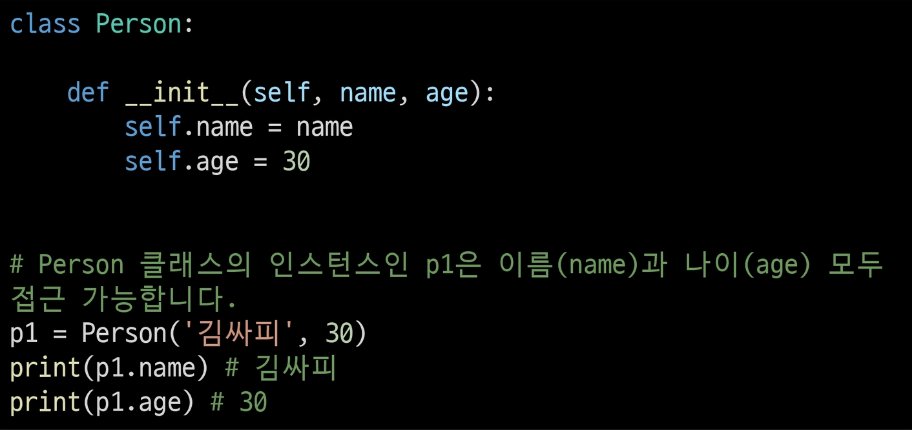 class Person:
    def __init__(self, name, age):
        self.name = name
        self.age = 30
# Person 클래스의 인스턴스인 p1은 이름(name)과 나이(age) 모두
접근 가능합니다.
p1 = Person('김싸피', 30)
print(p1.name) # 김싸피
print(p1.age) # 30